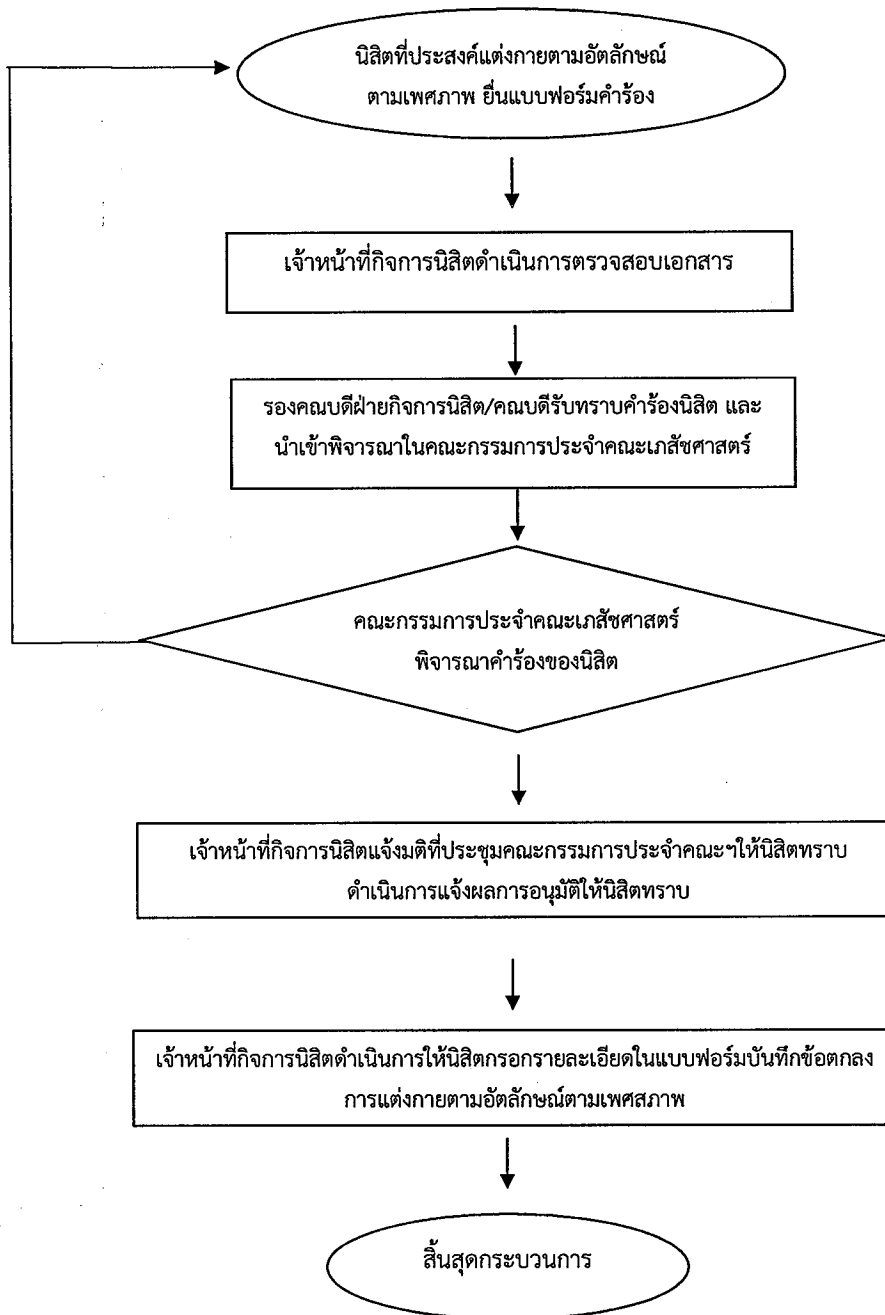 นิสิตที่ประสงค์แต่งกายตามอัตลักษณ์
ตามเพศภาพ ยื่นแบบฟอร์มคำร้อง
เจ้าหน้าที่กิจการนิสิตดำเนินการตรวจสอบเอกสาร
รองคณบดีฝ่ายกิจการนิสิต/คณบดีรับทราบคำร้องนิสิต และ
นำเข้าพิจารณาในคณะกรรมการประจำคณะเภสัชศาสตร์
คณะกรรมการประจำคณะเภสัชศาสตร์
พิจารณาคำร้องของนิสิต
เจ้าหน้าที่กิจการนิสิตแจ้งมติที่ประชุมคณะกรรมการประจำคณะฯให้นิสิตทราบ
ดำเนินการแจ้งผลการอนุมัติให้นิสิตทราบ
เจ้าหน้าที่กิจการนิสิตดำเนินการให้นิสิตกรอกรายละเอียดในแบบฟอร์มบันทึกข้อตกลง
การแต่งกายตามอัตลักษณ์ตามเพศสภาพ
สิ้นสุดกระบวนการ